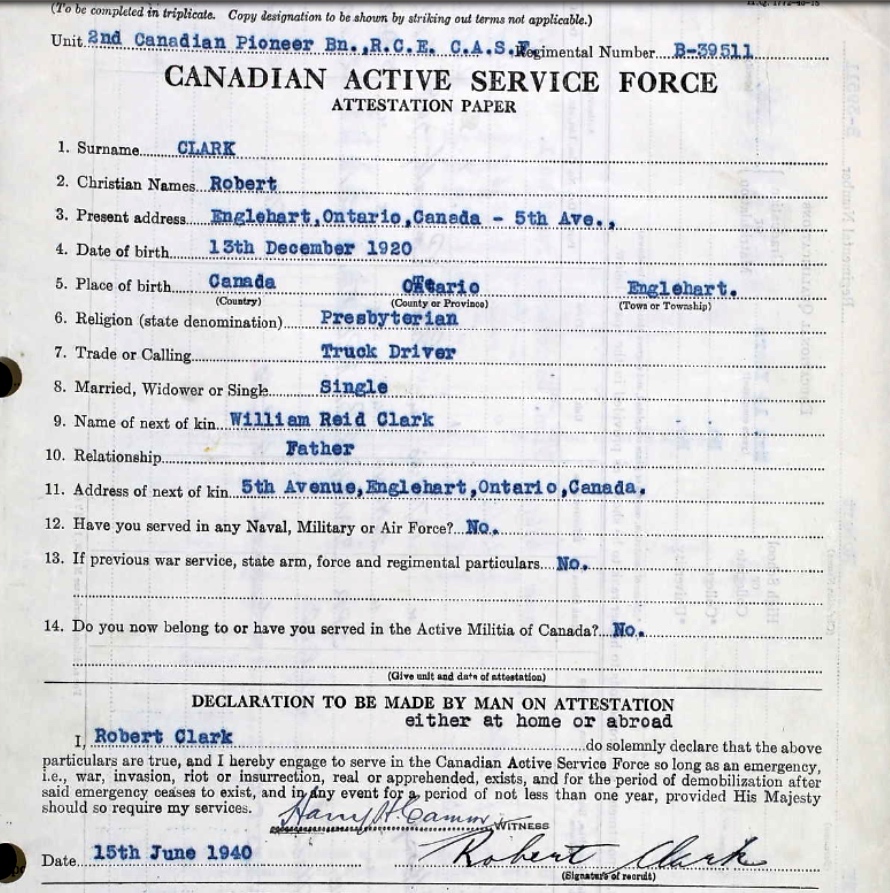 (To be completed in triplicate. Copy designation to be shown by striking out terms not applicable.)
Unit 2nd Canadian Pioneer Bn.,R.C.E. C.A.S.F. Regimental Number B-39511
CANADIAN ACTIVE SERVICE FORCE
ATTESTATION PAPER
1. Surname CLARK
2. Christian Names Robert
3. Present address Englehart,Ontario,Canada - 5th Ave.,
4. Date of birth 13th December 1920
5. Place of birth Canada Ontario Englehart.
(Country) (County or Province) (Town or Township)
6. Religion (state denomination) Presbyterian
7. Trade or Calling Truck Driver
8. Married, Widower or Single Single
9. Name of next of kin William Reid Clark
10. Relationship Father
11. Address of next of kin 5th Avenue,Englehart,Ontario,Canada.
12. Have you served in any Naval, Military or Air Force? No.
13. If previous war service, state arm, force and regimental particulars No.
14. Do you now belong to or have you served in the Active Militia of Canada? No.
(Give unit and date of attestation)
DECLARATION TO BE MADE BY MAN ON ATTESTATION
either at home or abroad
I, Robert Clark do solemnly declare that the above
particulars are true, and I hereby engage to serve in the Canadian Active Service Force so long as an emergency,
i.e., war, invasion, riot or insurrection, real or apprehended, exists, and for the period of demobilization after
said emergency ceases to exist, and in any event for a period of not less than one year, provided His Majesty
should so require my services.
Harry H. WITNESS
Date 15th June 1940 Robert Clark
(Signature of recruit)